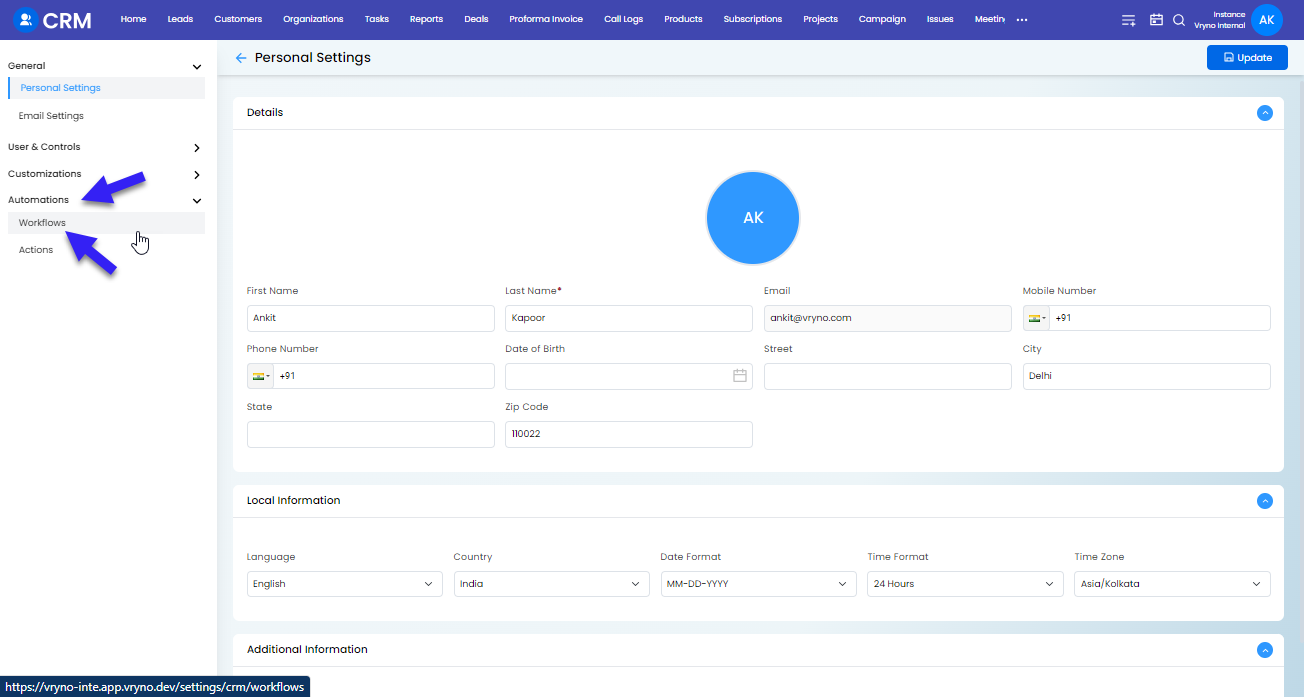 CRM Home Leads Customers Organizations Tasks Reports Deals Proforma Invoice Call Logs Products Subscriptions Projects Campaign Issues Meetin ... Instance
Vryno Internal AK
General
Personal Settings
Email Settings
User & Controls
Customizations
Automations
Workflows
Actions
Personal Settings Update
Details
AK
First Name Last Name* Email Mobile Number
Ankit Kapoor ankit@vryno.com +91
Phone Number Date of Birth Street City
+91 Delhi
State Zip Code
110022
Local Information
Language Country Date Format Time Format Time Zone
English India MM-DD-YYYY 24 Hours Asia/Kolkata
Additional Information
https://vryno-inte.app.vryno.dev/settings/crm/workflows